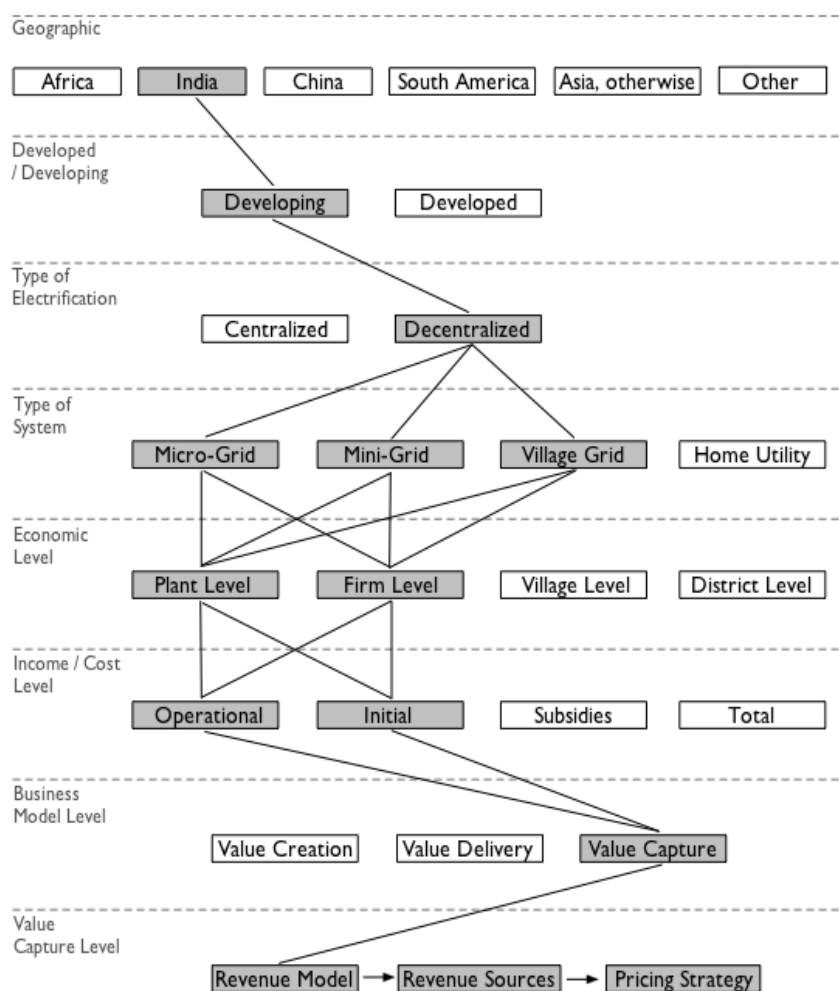 Geographic
Africa India China South America Asia, otherwise Other
Developed
/ Developing
Developing Developed
Type of
Electrification
Centralized Decentralized
Type of
System
Micro-Grid Mini-Grid Village Grid Home Utility
Economic
Level
Plant Level Firm Level Village Level District Level
Income / Cost
Level
Operational Initial Subsidies Total
Business
Model Level
Value Creation Value Delivery Value Capture
Value
Capture Level
Revenue Model Revenue Sources Pricing Strategy